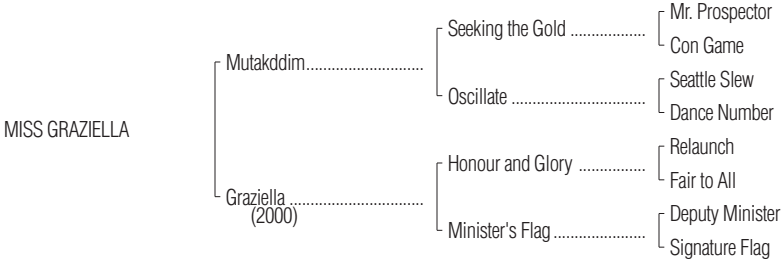 Mr. Prospector
Seeking the Gold ..................
Con Game
Mutakddim............................
Seattle Slew
Oscillate ................................
Dance Number
MISS GRAZIELLA
Relaunch
Honour and Glory ................
Fair to All
Graziella ................................
(2000)
Deputy Minister
Minister's Flag ......................
Signature Flag